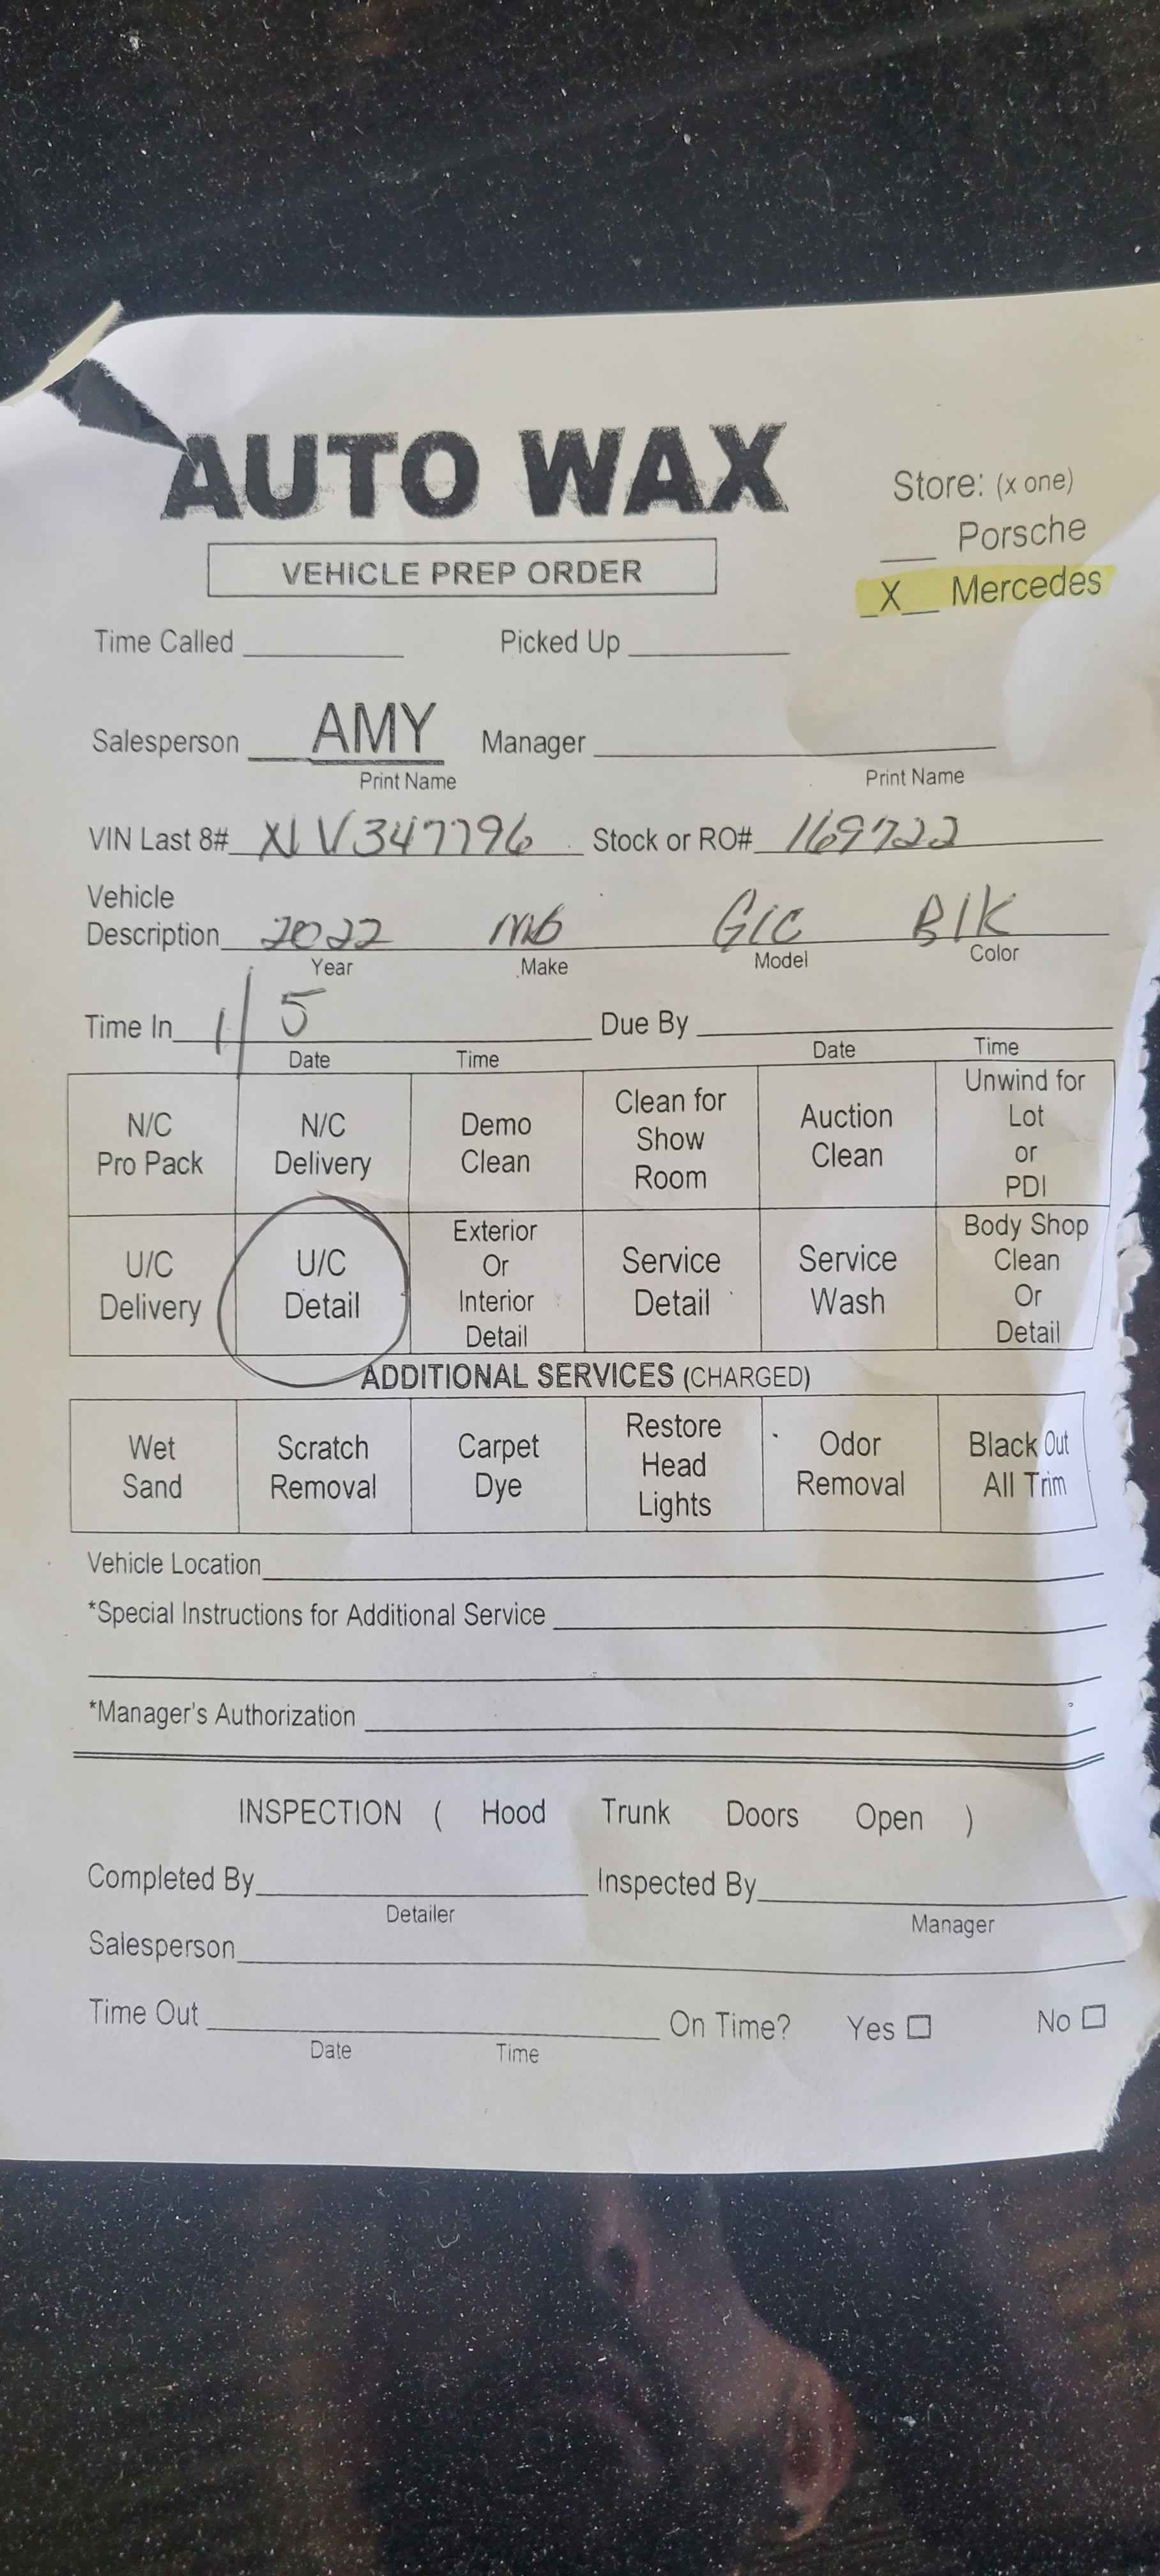 AUTO WAX
Store: (x one)
Porsche
VEHICLE PREP ORDER
X Mercedes
Time Called Picked Up
Salesperson AMY Manager
Print Name Print Name
VIN Last 8# NV347796 Stock or RO# 169722
Vehicle
Description 2022 MB GLC BLK
Year Make Model Color
Time In 1/5 Due By
Date Time Date Time
N/C
Pro Pack
N/C
Delivery
Demo
Clean
Clean for
Show
Room
Auction
Clean
Unwind for
Lot
or
PDI
U/C
Delivery
U/C
Detail
Exterior
Or
Interior
Detail
Service
Detail
Service
Wash
Body Shop
Clean
Or
Detail
ADDITIONAL SERVICES (CHARGED)
Wet
Sand
Scratch
Removal
Carpet
Dye
Restore
Head
Lights
Odor
Removal
Black Out
All Trim
Vehicle Location
*Special Instructions for Additional Service
*Manager's Authorization
INSPECTION ( Hood Trunk Doors Open )
Completed By Inspected By
Detailer Manager
Salesperson
Time Out On Time? Yes ☐ No ☐
Date Time